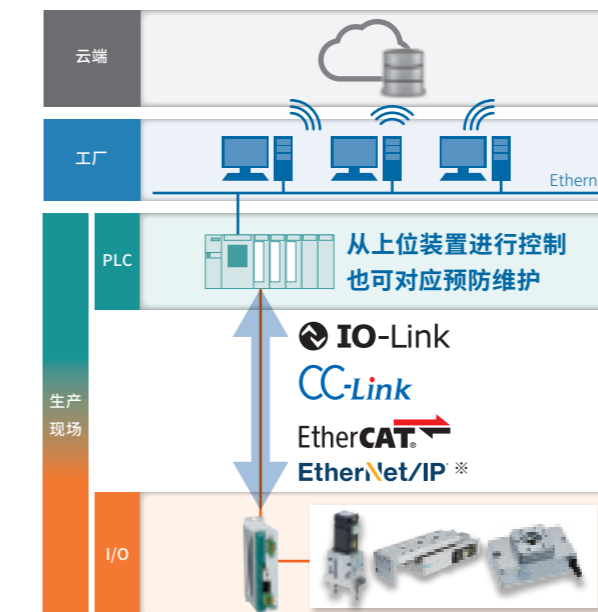 云端
工厂
Ethern
PLC
从上位装置进行控制
也可对应预防维护
IO-Link
CC-Link
生产
现场
EtherCAT®
EtherNet/IP ※
I/O